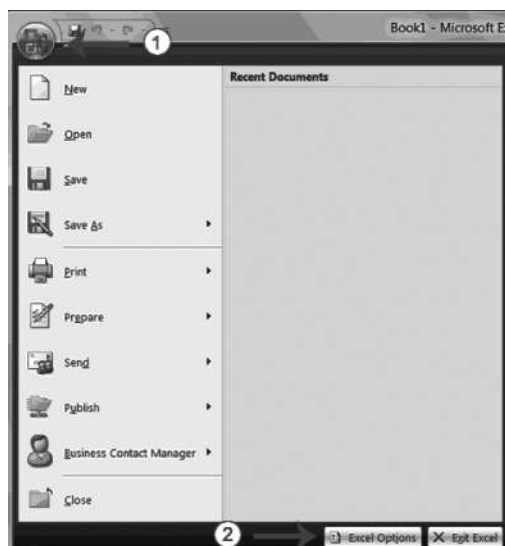 Book1 - Microsoft E
1
Recent Documents
New
Open
Save
Save As
Print
Prepare
Send
Publish
Business Contact Manager
Close
2
Excel Options
Exit Excel